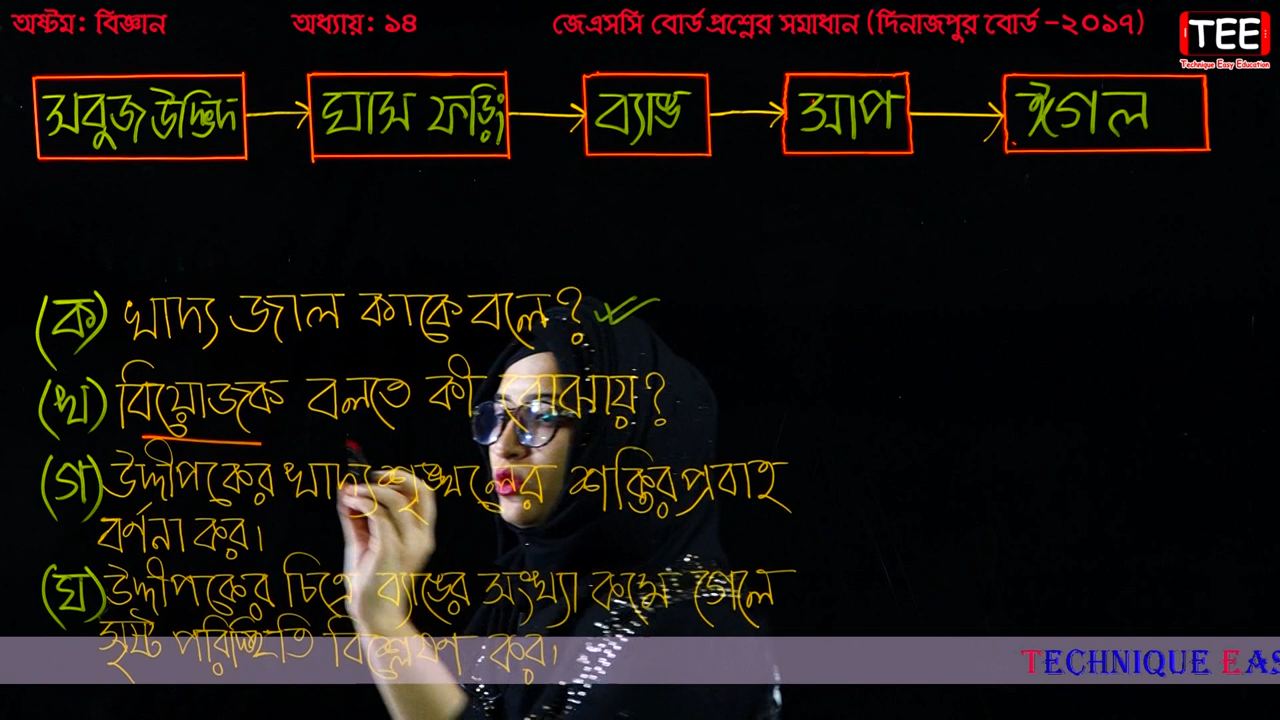 অষ্টম: বিজ্ঞান অধ্যায়: ১৪ জেএসসি বোর্ড প্রশ্নের সমাধান (দিনাজপুর বোর্ড -২০১৭)
TEE
Technique Easy Education
সবুজ উদ্ভিদ ঘাস ফড়িং ব্যাঙ সাপ ঈগল
(ক) খাদ্য জাল কাকে বলে?
(খ) বিয়োজক বলতে কী বোঝায়?
(গ) উদ্দীপকের খাদ্যশৃঙ্খলের শক্তির প্রবাহ
বর্ণনা কর।
(ঘ) উদ্দীপকের চিত্রে ব্যাঙের সংখ্যা কমে গেলে
সৃষ্ট পরিস্থিতি বিশ্লেষণ কর।
TECHNIQUE EAS